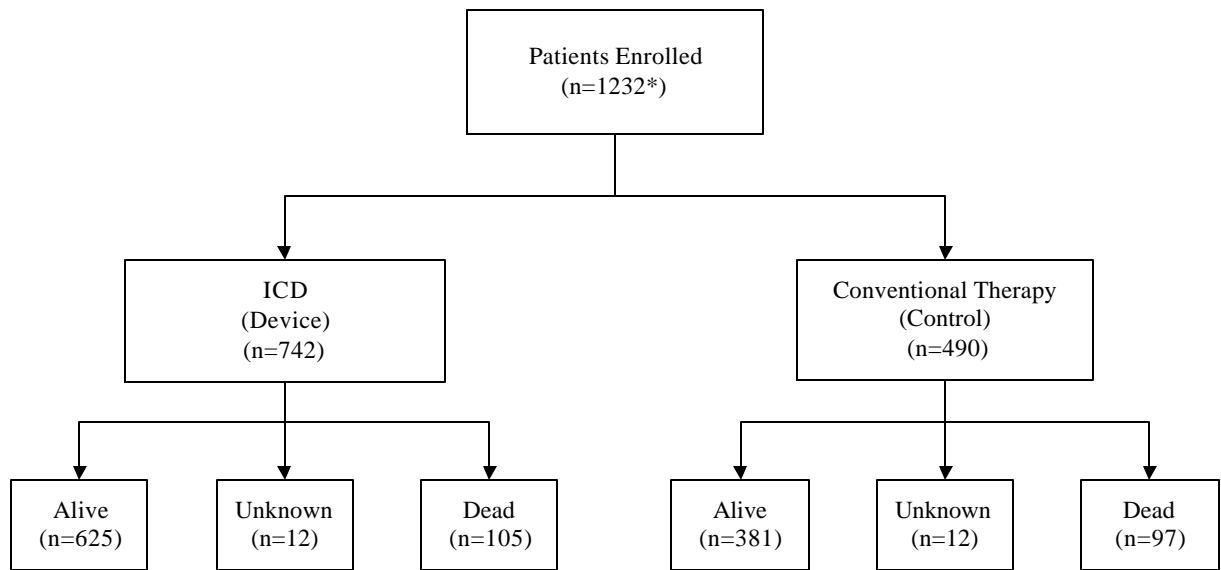 Patients Enrolled
(n=1232*)
ICD
(Device)
(n=742)
Conventional Therapy
(Control)
(n=490)
Alive
(n=625)
Unknown
(n=12)
Dead
(n=105)
Alive
(n=381)
Unknown
(n=12)
Dead
(n=97)